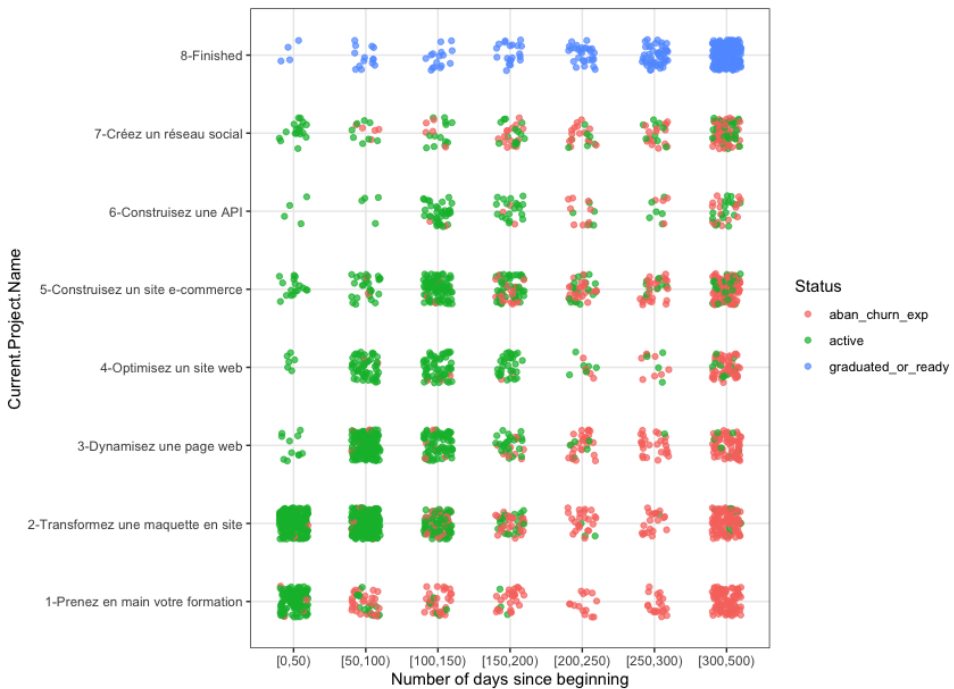 8-Finished
7-Créez un réseau social
6-Construisez une API
5-Construisez un site e-commerce
4-Optimisez un site web
3-Dynamisez une page web
2-Transformez une maquette en site
1-Prenez en main votre formation
Current.Project.Name
[0,50) [50,100) [100,150) [150,200) [200,250) [250,300) [300,500)
Number of days since beginning
Status
aban_churn_exp
active
graduated_or_ready